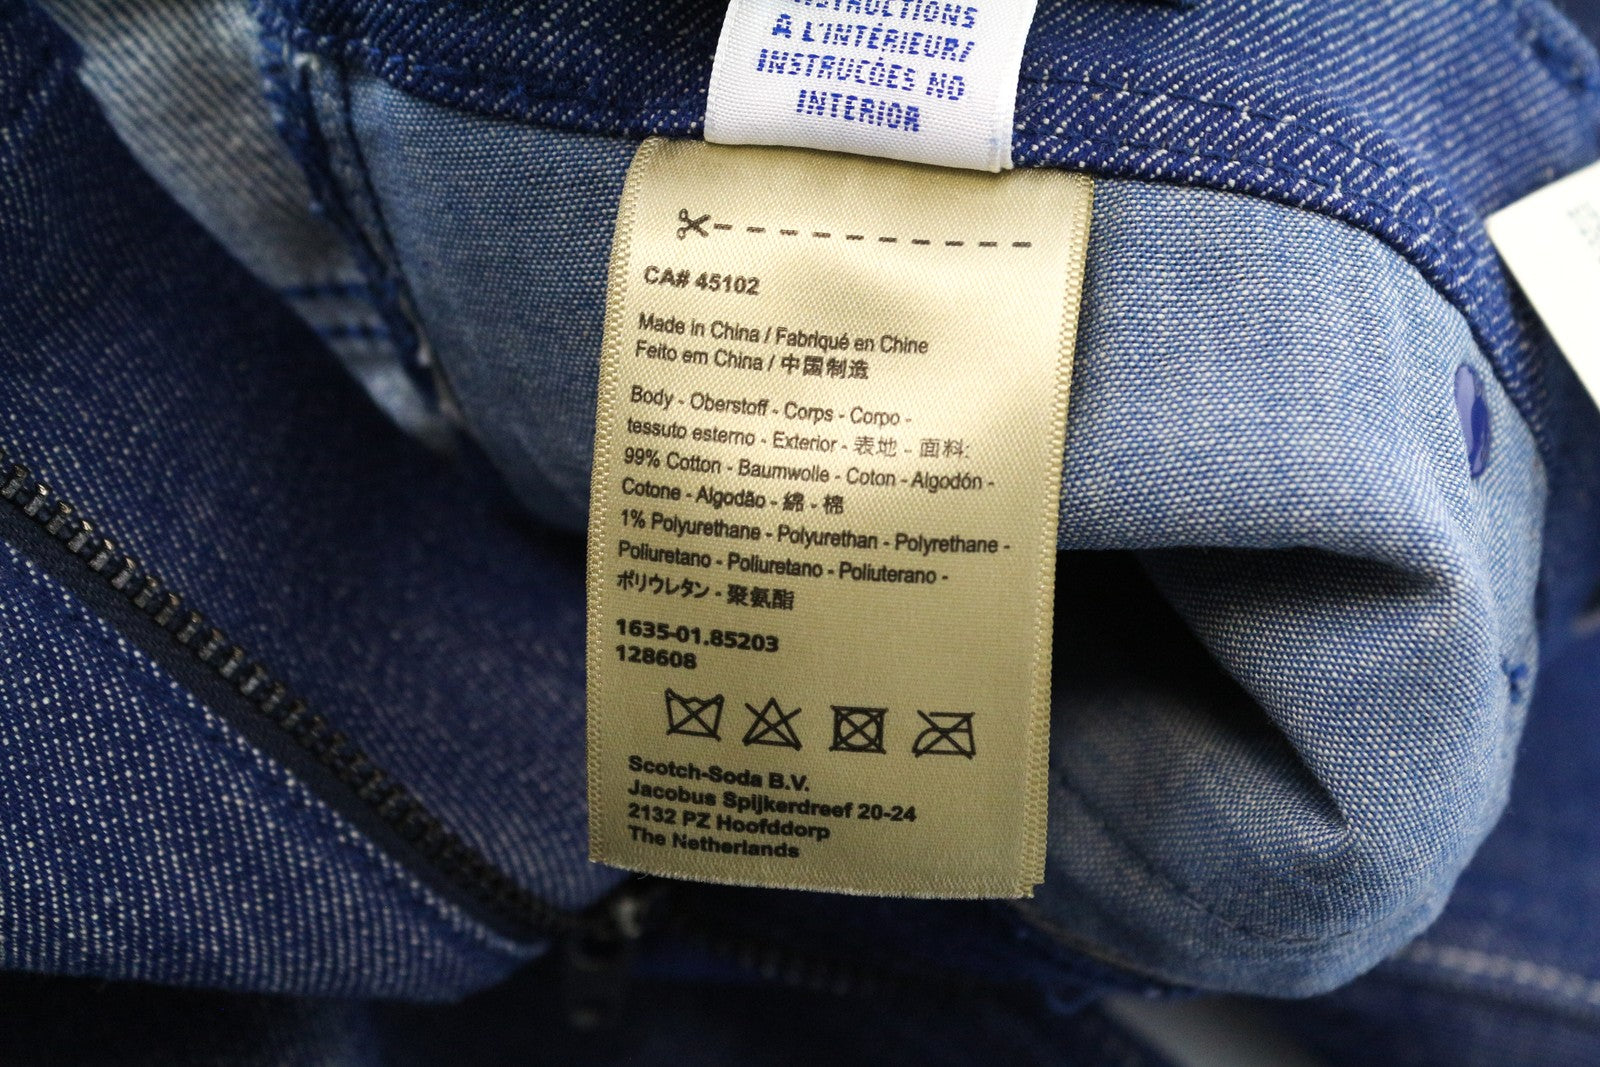 INSTRUCTIONS
À L'INTÉRIEUR/
INSTRUCÕES NO
INTERIOR
CA# 45102
Made in China / Fabriqué en Chine
Feito em China / 中国制造
Body - Oberstoff - Corps - Corpo -
tessuto esterno - Exterior - 表地 - 面料:
99% Cotton - Baumwolle - Coton - Algodón -
Cotone - Algodão - 綿 - 棉
1% Polyurethane - Polyurethan - Polyrethane -
Poliuretano - Poliuretano - Poliuterano -
ポリウレタン - 聚氨酯
1635-01.85203
128608
Scotch-Soda B.V.
Jacobus Spijkerdreef 20-24
2132 PZ Hoofddorp
The Netherlands